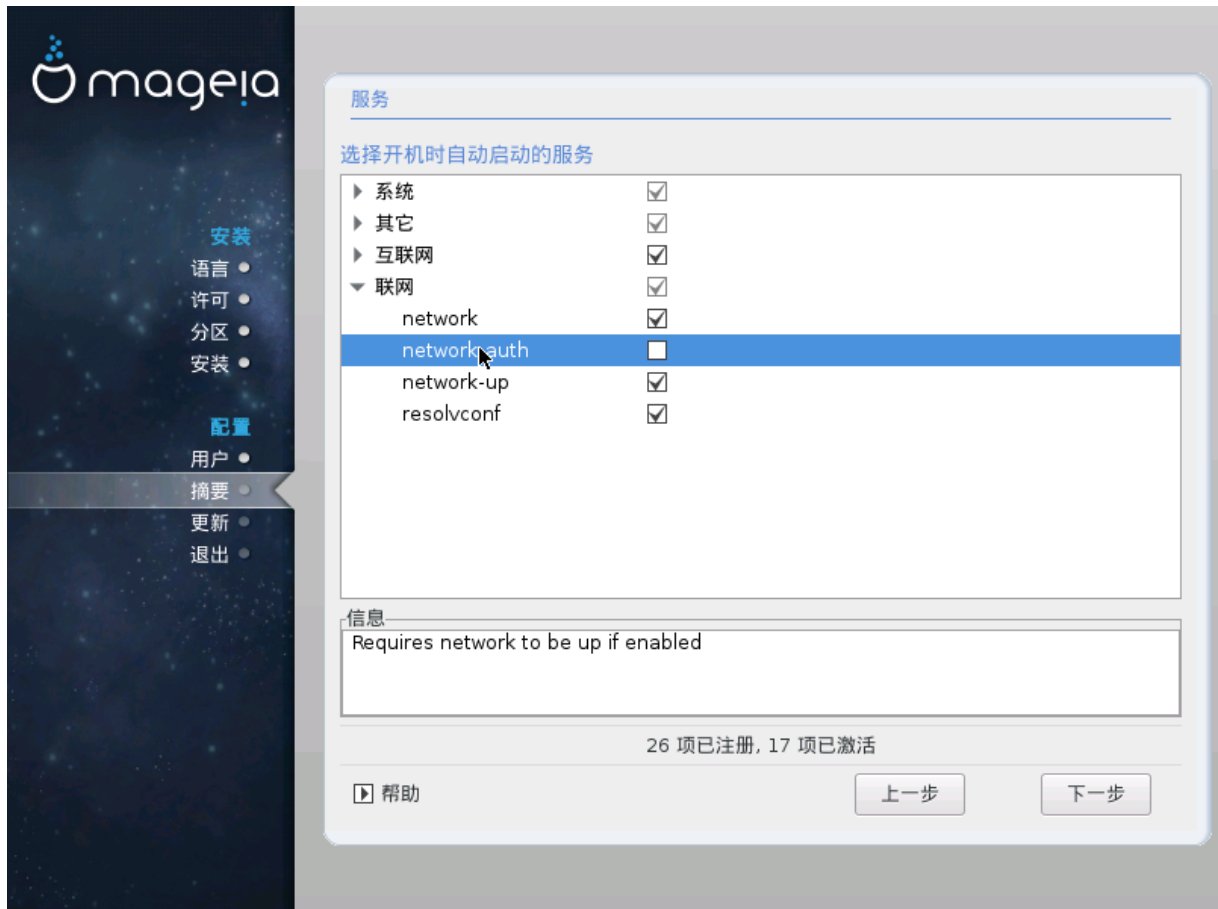 mageia
安装
语言
许可
分区
安装
配置
用户
摘要
更新
退出
服务
选择开机时自动启动的服务
系统
其它
互联网
联网
network
network-auth
network-up
resolvconf
信息
Requires network to be up if enabled
26 项已注册, 17 项已激活
帮助
上一步
下一步